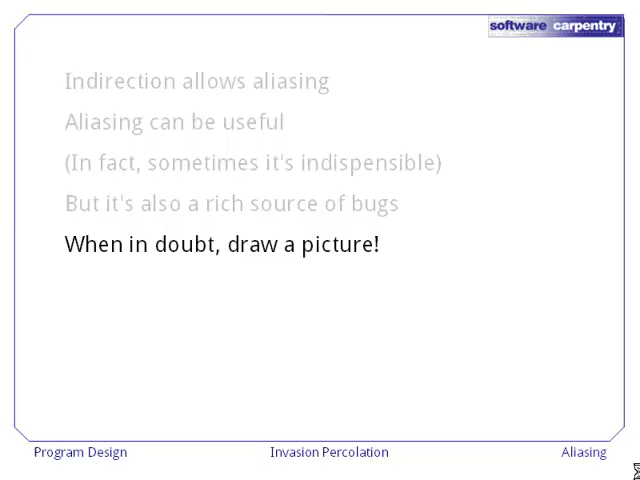 software carpentry
Indirection allows aliasing
Aliasing can be useful
(In fact, sometimes it's indispensible)
But it's also a rich source of bugs
When in doubt, draw a picture!
Program Design
Invasion Percolation
Aliasing